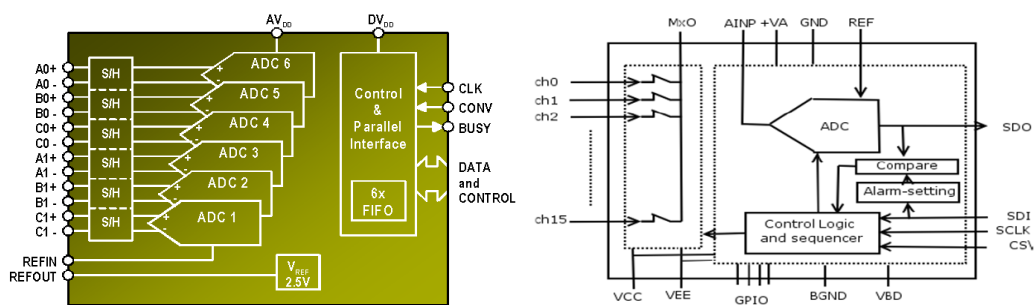 AVDD
DVDD
A0+
A0 -
B0+
B0 -
C0+
C0 -
A1+
A1 -
B1+
B1 -
C1+
C1 -
REFIN
REFOUT
S/H
S/H
S/H
S/H
S/H
S/H
+
-
ADC 6
ADC 5
+
-
ADC 4
+
-
ADC 3
+
-
ADC 2
+
-
ADC 1
VREF
2.5V
Control
&
Parallel
Interface
6x
FIFO
CLK
CONV
BUSY
DATA
and
CONTROL
MxO
AINP
+VA
GND
REF
ch0
ch1
ch2
ch15
ADC
SDO
Compare
Alarm-setting
Control Logic
and sequencer
SDI
SCLK
CS\
VCC
VEE
GPIO
BGND
VBD